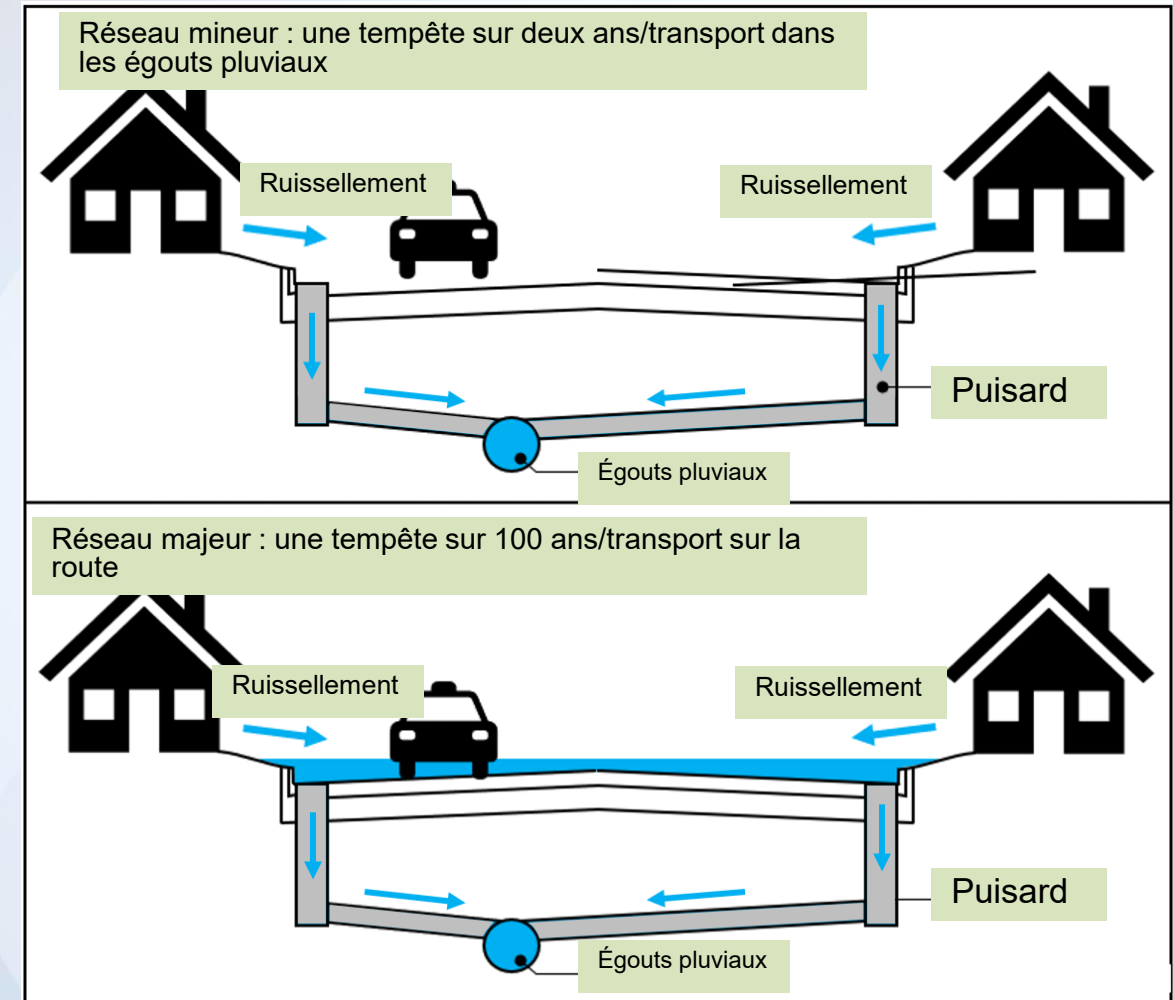 Réseau mineur : une tempête sur deux ans/transport dans
les égouts pluviaux
Ruissellement
Ruissellement
Puisard
Égouts pluviaux
Réseau majeur : une tempête sur 100 ans/transport sur la
route
Ruissellement
Ruissellement
Puisard
Égouts pluviaux